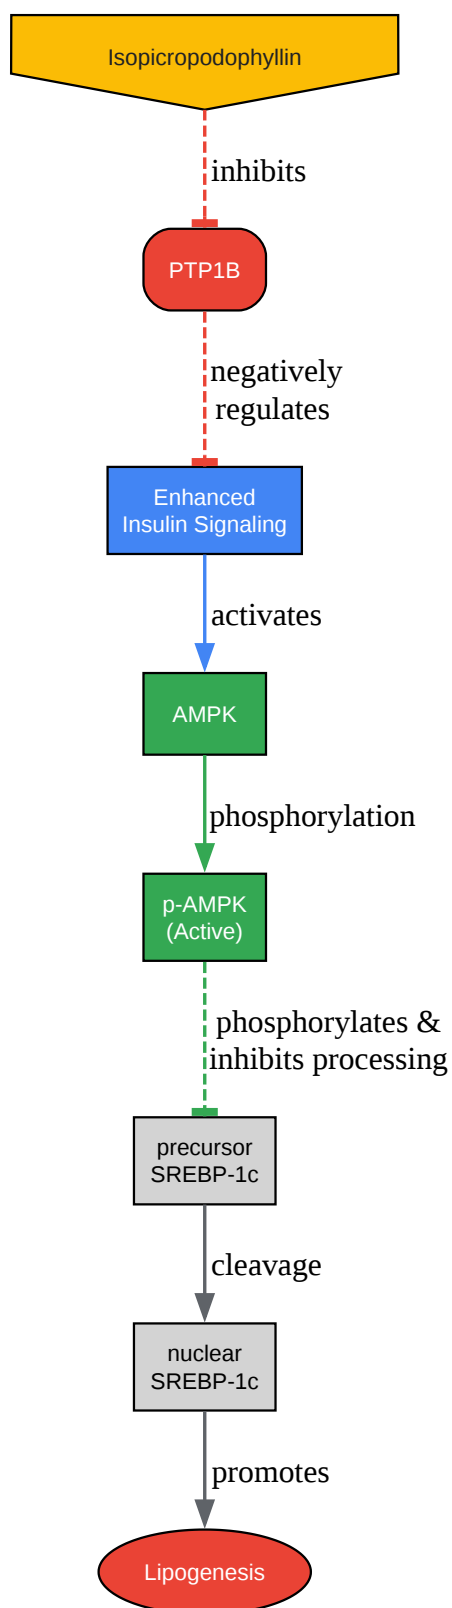 Isopicropodophyllin
inhibits
PTP1B
negatively
regulates
Enhanced
Insulin Signaling
activates
AMPK
phosphorylation
p-AMPK
(Active)
phosphorylates &
inhibits processing
precursor
SREBP-1c
cleavage
nuclear
SREBP-1c
promotes
Lipogenesis